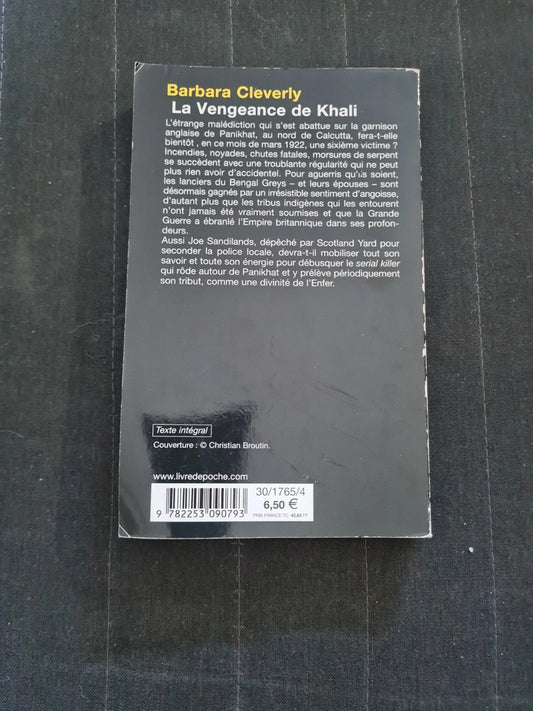 Barbara Cleverly
La Vengeance de Khali
L'étrange malédiction qui s'est abattue sur la garnison
anglaise de Panikhat, au nord de Calcutta, fera-t-elle
bientôt, en ce mois de mars 1922, une sixième victime ?
Incendies, noyades, chutes fatales, morsures de serpent
se succèdent avec une troublante régularité qui ne peut
plus rien avoir d'accidentel. Pour aguerris qu'ils soient,
les lanciers du Bengal Greys – et leurs épouses – sont
désormais gagnés par un irrésistible sentiment d'angoisse,
d'autant plus que les tribus indigènes qui les entourent
n'ont jamais été vraiment soumises et que la Grande
Guerre a ébranlé l'Empire britannique dans ses profon-
deurs.
Aussi Joe Sandilands, dépêché par Scotland Yard pour
seconder la police locale, devra-t-il mobiliser tout son
savoir et toute son énergie pour débusquer le serial killer
qui rôde autour de Panikhat et y prélève périodiquement
son tribut, comme une divinité de l'Enfer.
Texte intégral
Couverture : © Christian Broutin.
www.livredepoche.com
30/1765/4
6,50 €
PRIX FRANCE TC
9 782253 090793